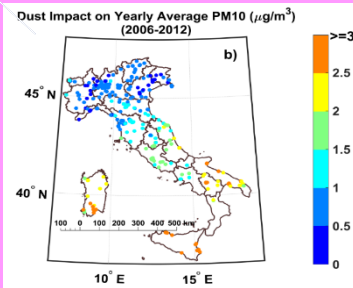 Dust Impact on Yearly Average PM10 (μg/m³)
(2006-2012)
b)
>=3
2.5
2
1.5
1
0.5
0
45°N
40°N
100 0 100 200 300 400 500 km
10°E 15°E